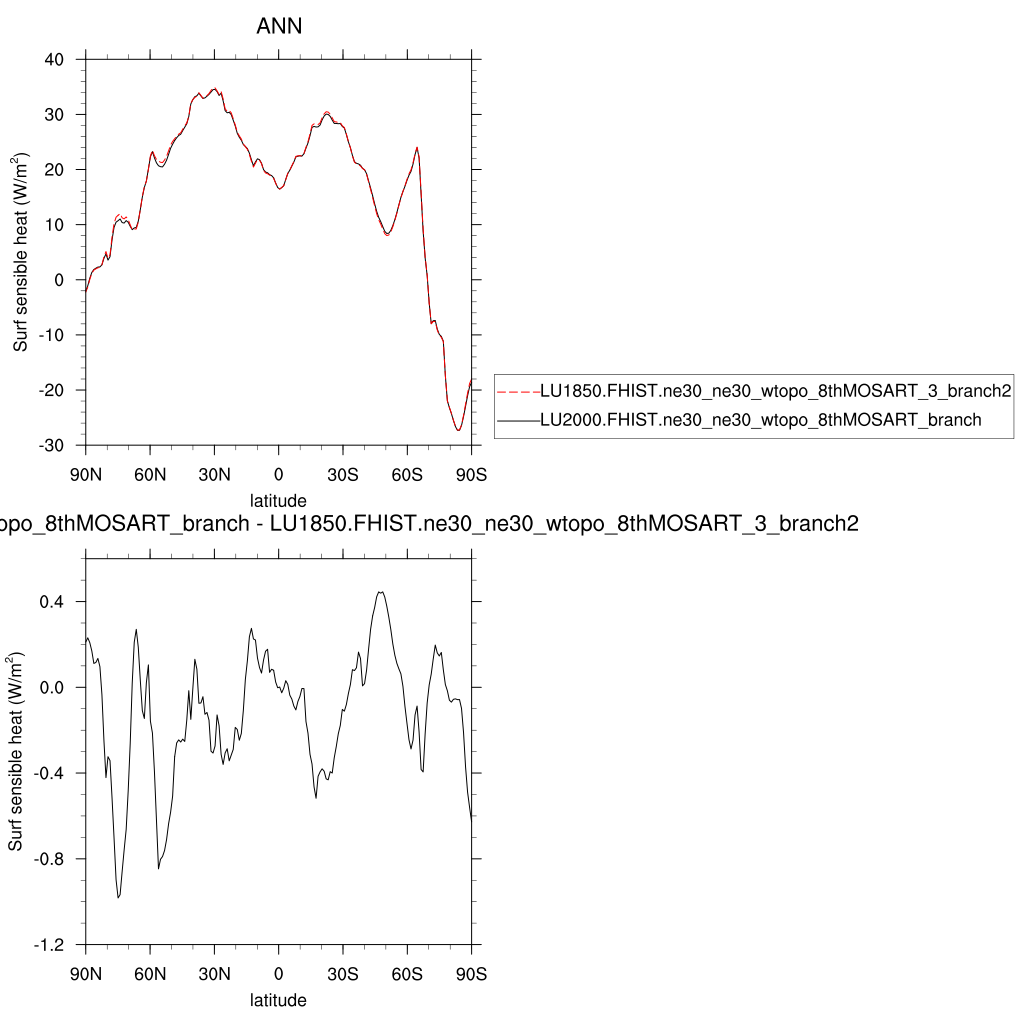 ANN
Surf sensible heat (W/m²)
40
30
20
10
0
-10
-20
-30
90N 60N 30N 0 30S 60S 90S
latitude
LU1850.FHIST.ne30_ne30_wtopo_8thMOSART_3_branch2
LU2000.FHIST.ne30_ne30_wtopo_8thMOSART_branch
opo_8thMOSART_branch - LU1850.FHIST.ne30_ne30_wtopo_8thMOSART_3_branch2
Surf sensible heat (W/m²)
0.4
0.0
-0.4
-0.8
-1.2
90N 60N 30N 0 30S 60S 90S
latitude